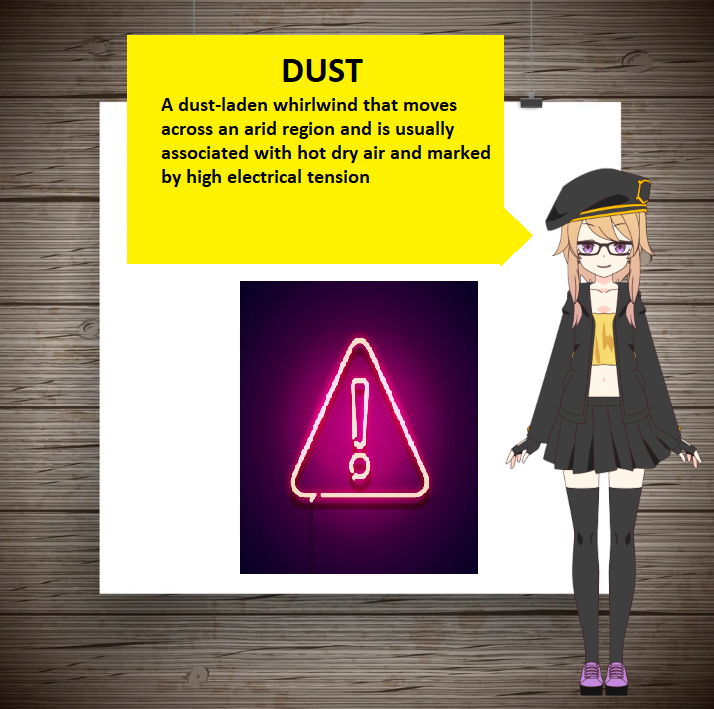 DUST
A dust-laden whirlwind that moves
across an arid region and is usually
associated with hot dry air and marked
by high electrical tension
!